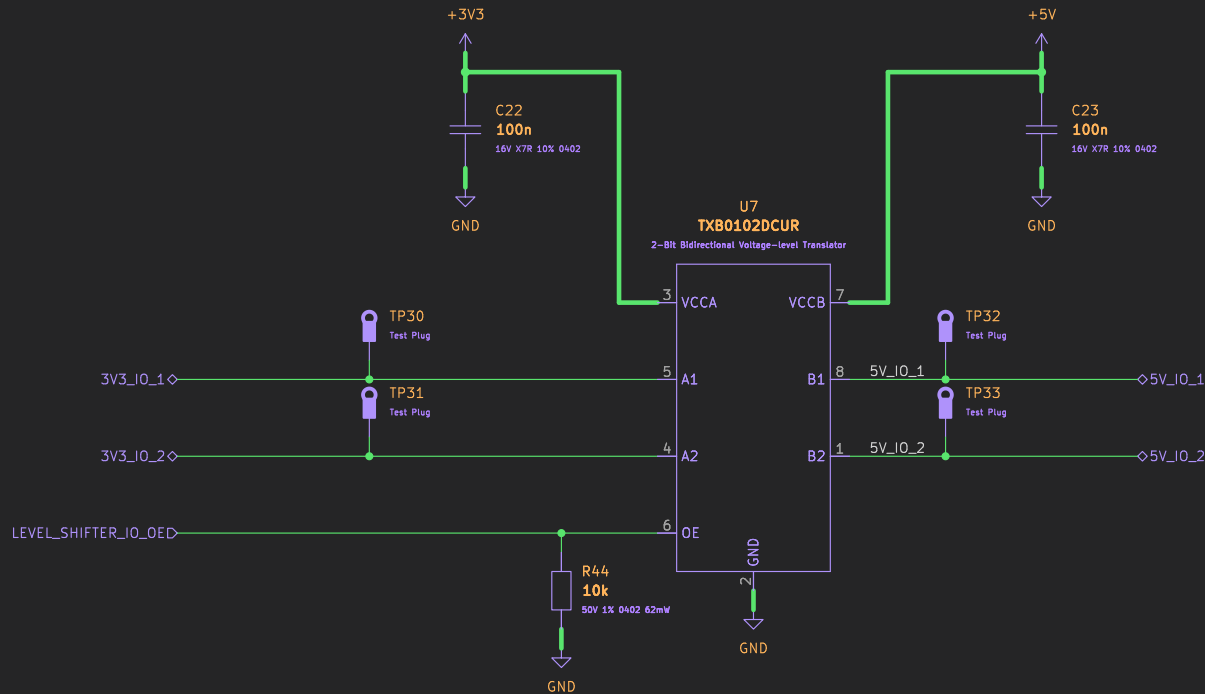 +3V3
+5V
C22
100n
16V X7R 10% 0402
C23
100n
16V X7R 10% 0402
GND
GND
U7
TXB0102DCUR
2-Bit Bidirectional Voltage-level Translator
3
VCCA
VCCB
7
TP30
Test Plug
TP32
Test Plug
3V3_IO_1
5
A1
B1
8
5V_IO_1
5V_IO_1
TP31
Test Plug
TP33
Test Plug
3V3_IO_2
4
A2
B2
1
5V_IO_2
5V_IO_2
LEVEL_SHIFTER_IO_OE
6
OE
GND
2
R44
10k
50V 1% 0402 62mW
GND
GND